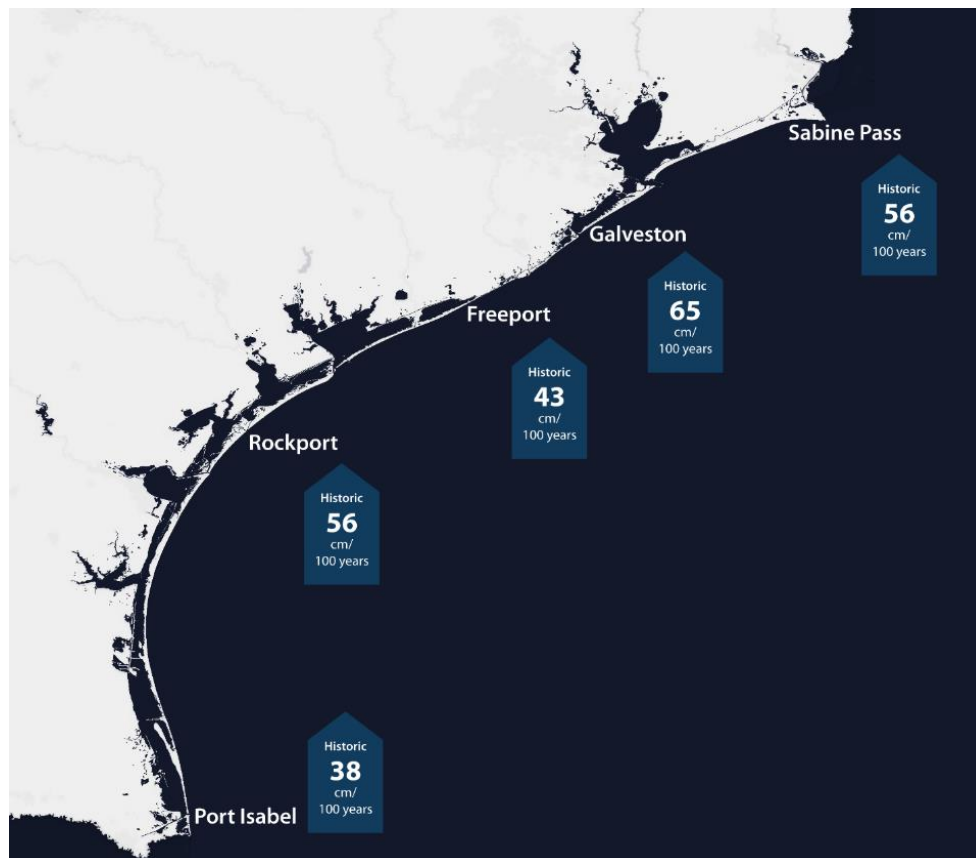 Sabine Pass
Historic
56
cm/
100 years
Galveston
Historic
65
cm/
100 years
Freeport
Historic
43
cm/
100 years
Rockport
Historic
56
cm/
100 years
Port Isabel
Historic
38
cm/
100 years